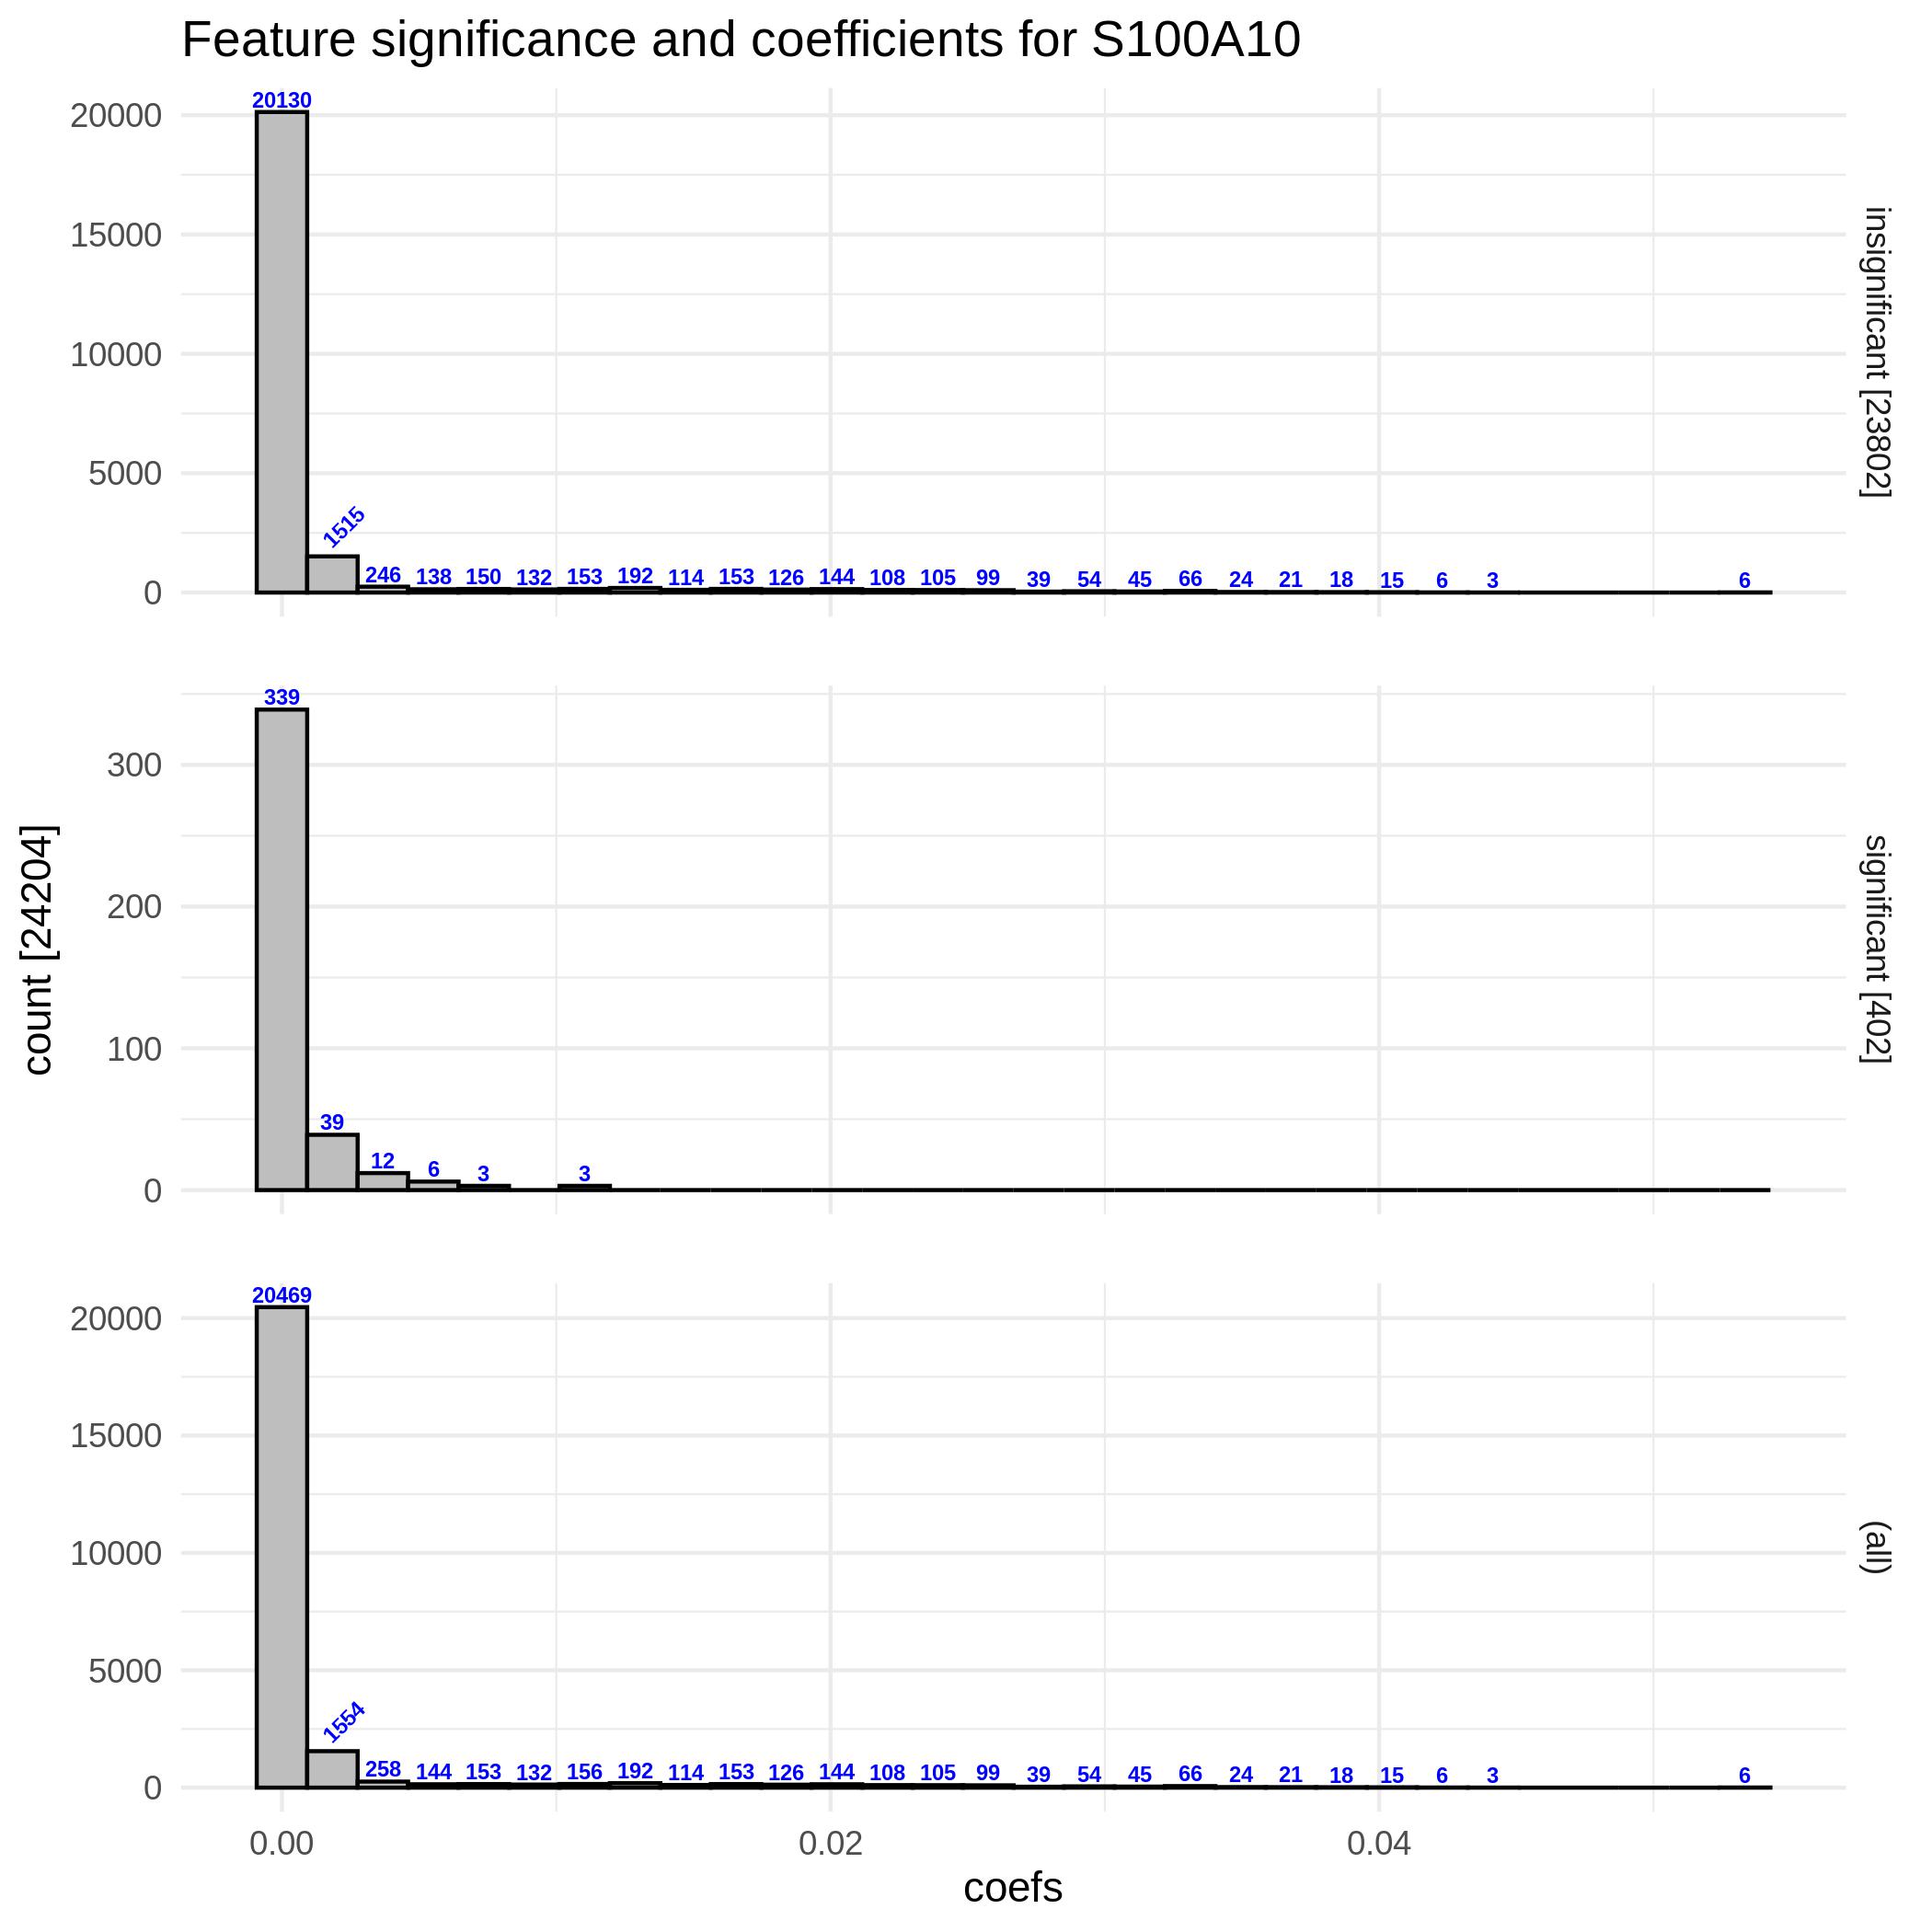 Feature significance and coefficients for S100A10
count [24204]
20000
15000
10000
5000
0
20130
1515
246 138 150 132 153 192 114 153 126 144 108 105 99 39 54 45 66 24 21 18 15 6 3 6
insignificant [23802]
300
200
100
0
339
39
12 6 3 3
significant [402]
20000
15000
10000
5000
0
20469
1554
258 144 153 132 156 192 114 153 126 144 108 105 99 39 54 45 66 24 21 18 15 6 3 6
(all)
0.00 0.02 0.04
coefs